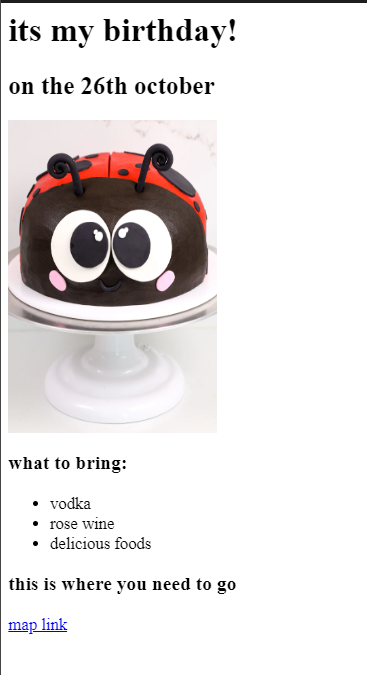 its my birthday!
on the 26th october
what to bring:
vodka
rose wine
delicious foods
this is where you need to go
map link